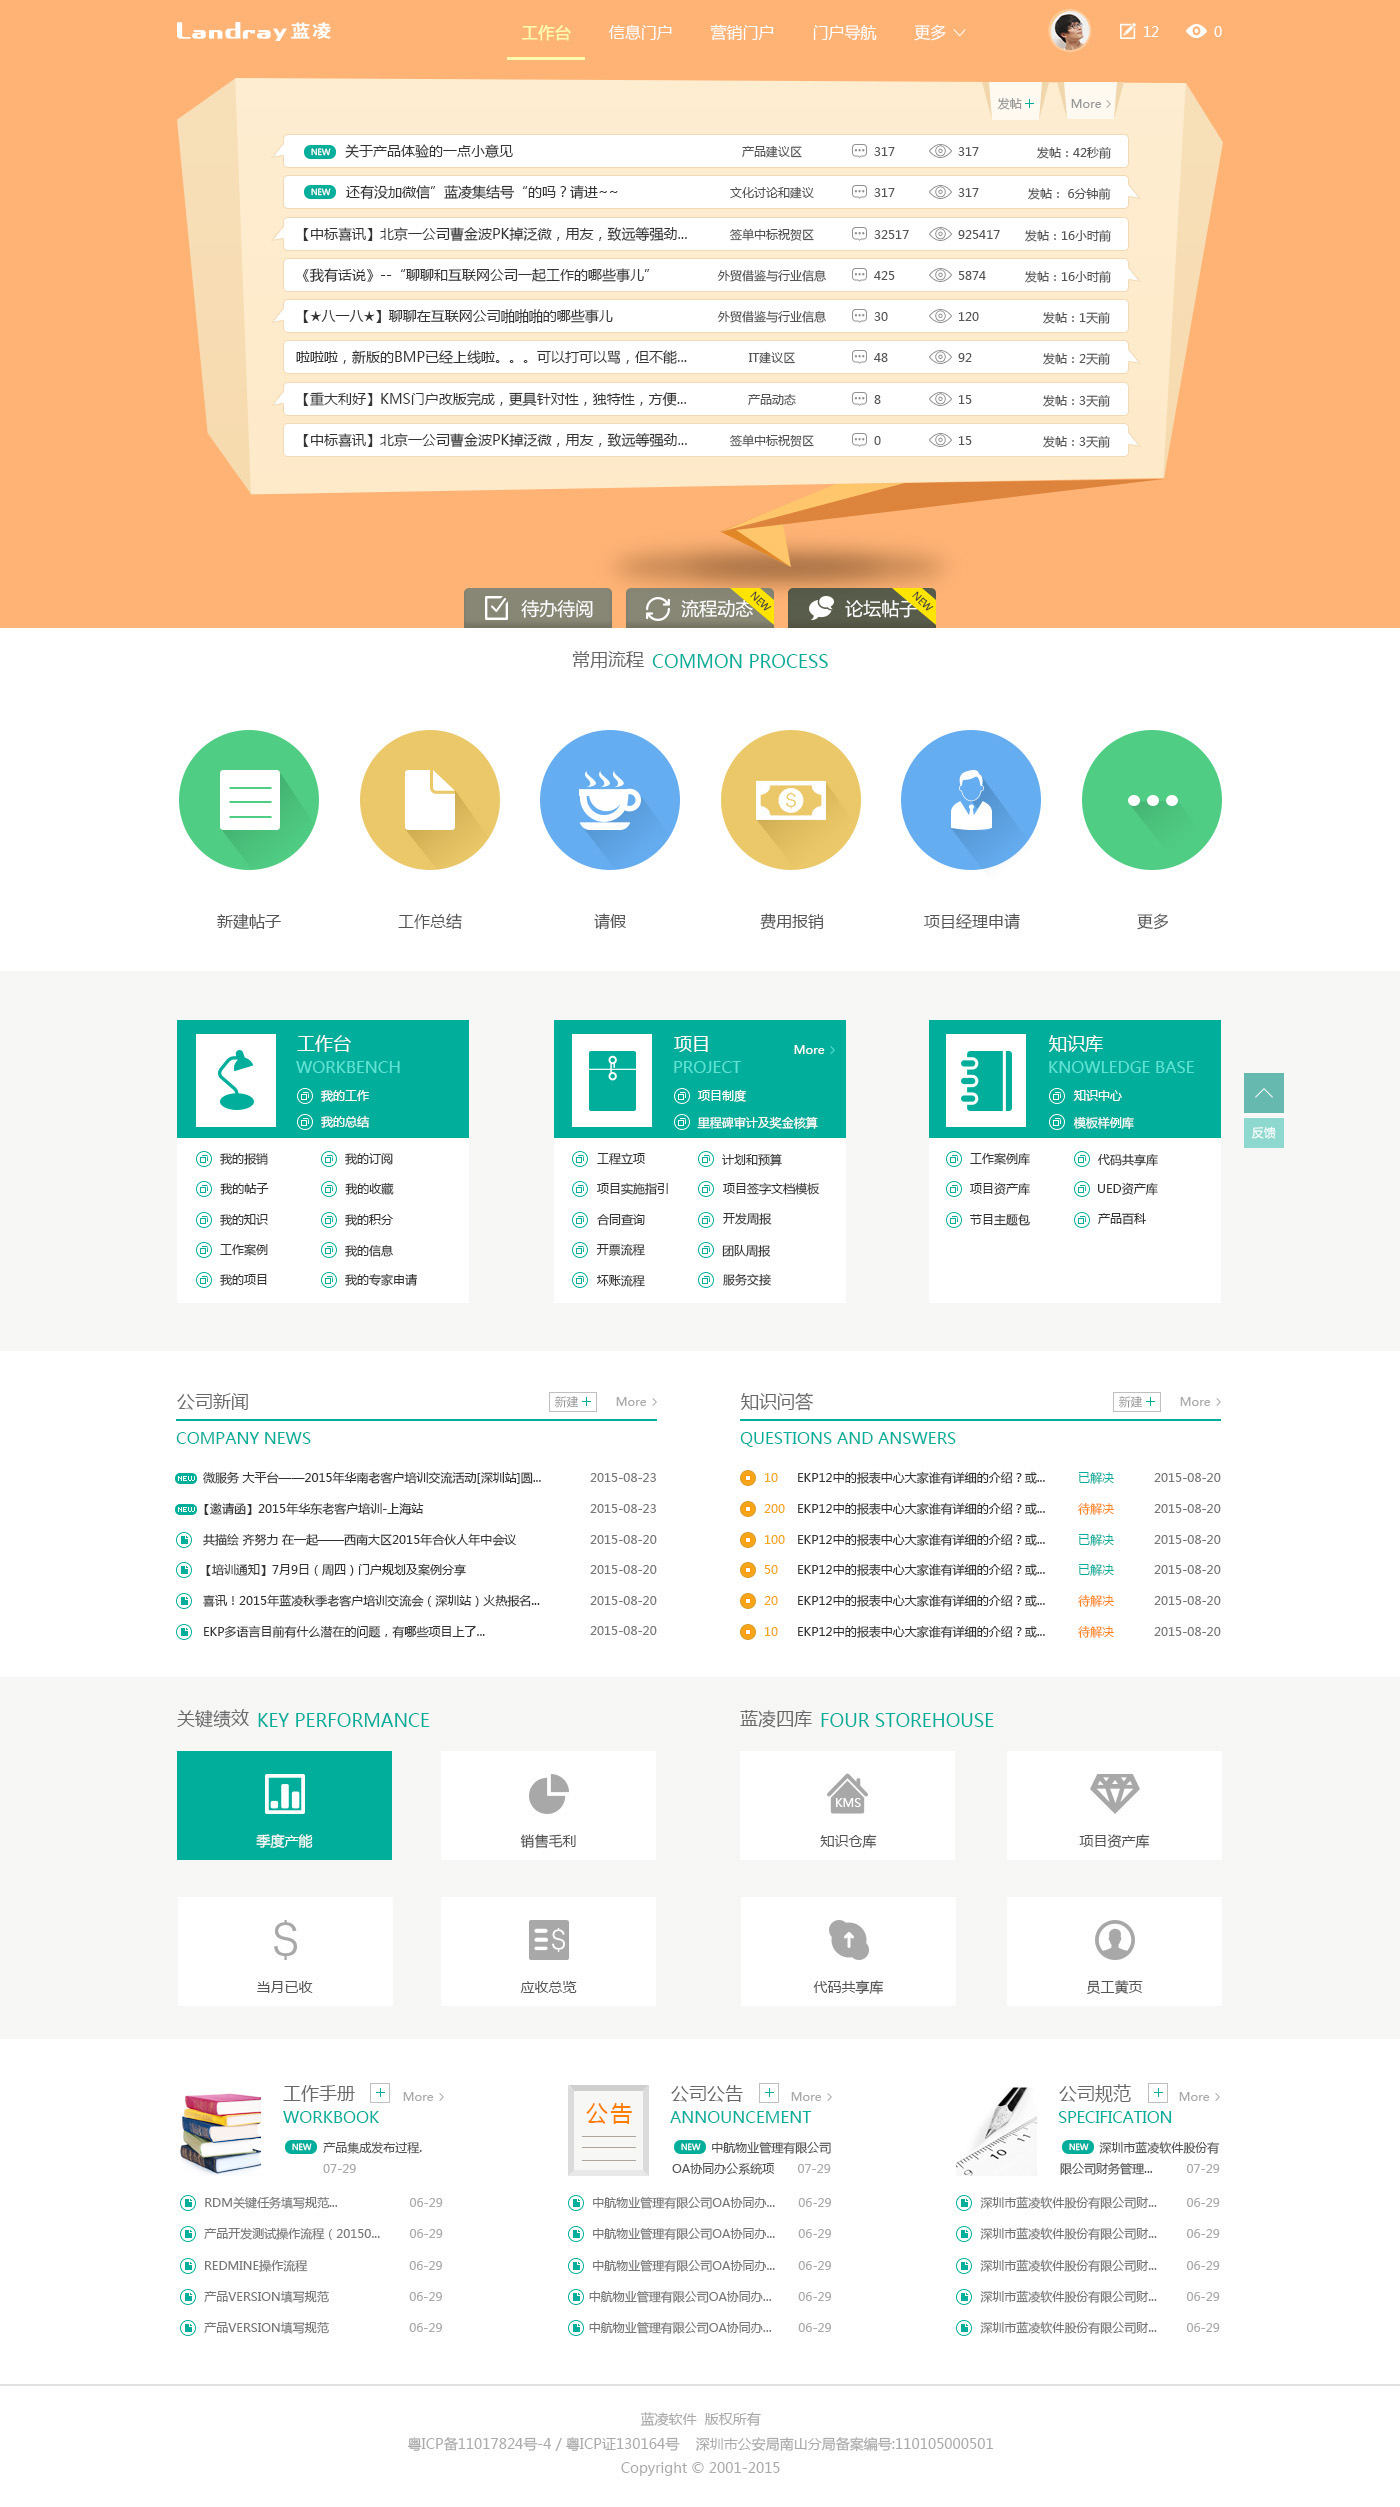 Landray 蓝凌 工作台 信息门户 营销门户 门户导航 更多 12 0
发帖 + More >
NEW 关于产品体验的一点小意见 产品建议区 317 317 发帖：42秒前
NEW 还有没加微信”蓝凌集结号“的吗？请进~~ 文化讨论和建议 317 317 发帖： 6分钟前
【中标喜讯】北京一公司曹金波PK掉泛微，用友，致远等强劲... 签单中标祝贺区 32517 925417 发帖：16小时前
《我有话说》--“聊聊和互联网公司一起工作的哪些事儿” 外贸借鉴与行业信息 425 5874 发帖：16小时前
【★八一八★】聊聊在互联网公司啪啪啪的哪些事儿 外贸借鉴与行业信息 30 120 发帖：1天前
啦啦啦，新版的BMP已经上线啦。。。可以打可以骂，但不能... IT建议区 48 92 发帖：2天前
【重大利好】KMS门户改版完成，更具针对性，独特性，方便... 产品动态 8 15 发帖：3天前
【中标喜讯】北京一公司曹金波PK掉泛微，用友，致远等强劲... 签单中标祝贺区 0 15 发帖：3天前
待办待阅 流程动态 NEW 论坛帖子 NEW
常用流程 COMMON PROCESS
新建帖子 工作总结 请假 费用报销 项目经理申请 更多
工作台 项目 More > 知识库
WORKBENCH PROJECT KNOWLEDGE BASE
我的工作 项目制度 知识中心
我的总结 里程碑审计及奖金核算 模板样例库
反馈
我的报销 我的订阅 工程立项 计划和预算 工作案例库 代码共享库
我的帖子 我的收藏 项目实施指引 项目签字文档模板 项目资产库 UED资产库
我的知识 我的积分 合同查询 开发周报 节目主题包 产品百科
工作案例 我的信息 开票流程 团队周报
我的项目 我的专家申请 坏账流程 服务交接
公司新闻 新建 + More > 知识问答 新建 + More >
COMPANY NEWS QUESTIONS AND ANSWERS
NEW 微服务 大平台——2015年华南老客户培训交流活动[深圳站]圆... 2015-08-23 10 EKP12中的报表中心大家谁有详细的介绍？或... 已解决 2015-08-20
NEW 【邀请函】2015年华东老客户培训-上海站 2015-08-23 200 EKP12中的报表中心大家谁有详细的介绍？或... 待解决 2015-08-20
共描绘 齐努力 在一起——西南大区2015年合伙人年中会议 2015-08-20 100 EKP12中的报表中心大家谁有详细的介绍？或... 已解决 2015-08-20
【培训通知】7月9日（周四）门户规划及案例分享 2015-08-20 50 EKP12中的报表中心大家谁有详细的介绍？或... 已解决 2015-08-20
喜讯！2015年蓝凌秋季老客户培训交流会（深圳站）火热报名... 2015-08-20 20 EKP12中的报表中心大家谁有详细的介绍？或... 待解决 2015-08-20
EKP多语言目前有什么潜在的问题，有哪些项目上了... 2015-08-20 10 EKP12中的报表中心大家谁有详细的介绍？或... 待解决 2015-08-20
关键绩效 KEY PERFORMANCE 蓝凌四库 FOUR STOREHOUSE
KMS
季度产能 销售毛利 知识仓库 项目资产库
当月已收 应收总览 代码共享库 员工黄页
工作手册 + More > 公告 公司公告 + More > 公司规范 + More >
WORKBOOK ANNOUNCEMENT SPECIFICATION
NEW 产品集成发布过程. NEW 中航物业管理有限公司 NEW 深圳市蓝凌软件股份有
07-29 OA协同办公系统项 07-29 9 10 11 限公司财务管理... 07-29
RDM关键任务填写规范... 06-29 中航物业管理有限公司OA协同办... 06-29 深圳市蓝凌软件股份有限公司财... 06-29
产品开发测试操作流程（20150... 06-29 中航物业管理有限公司OA协同办... 06-29 深圳市蓝凌软件股份有限公司财... 06-29
REDMINE操作流程 06-29 中航物业管理有限公司OA协同办... 06-29 深圳市蓝凌软件股份有限公司财... 06-29
产品VERSION填写规范 06-29 中航物业管理有限公司OA协同办... 06-29 深圳市蓝凌软件股份有限公司财... 06-29
产品VERSION填写规范 06-29 中航物业管理有限公司OA协同办... 06-29 深圳市蓝凌软件股份有限公司财... 06-29
蓝凌软件 版权所有
粤ICP备11017824号-4 / 粤ICP证130164号 深圳市公安局南山分局备案编号:110105000501
Copyright © 2001-2015